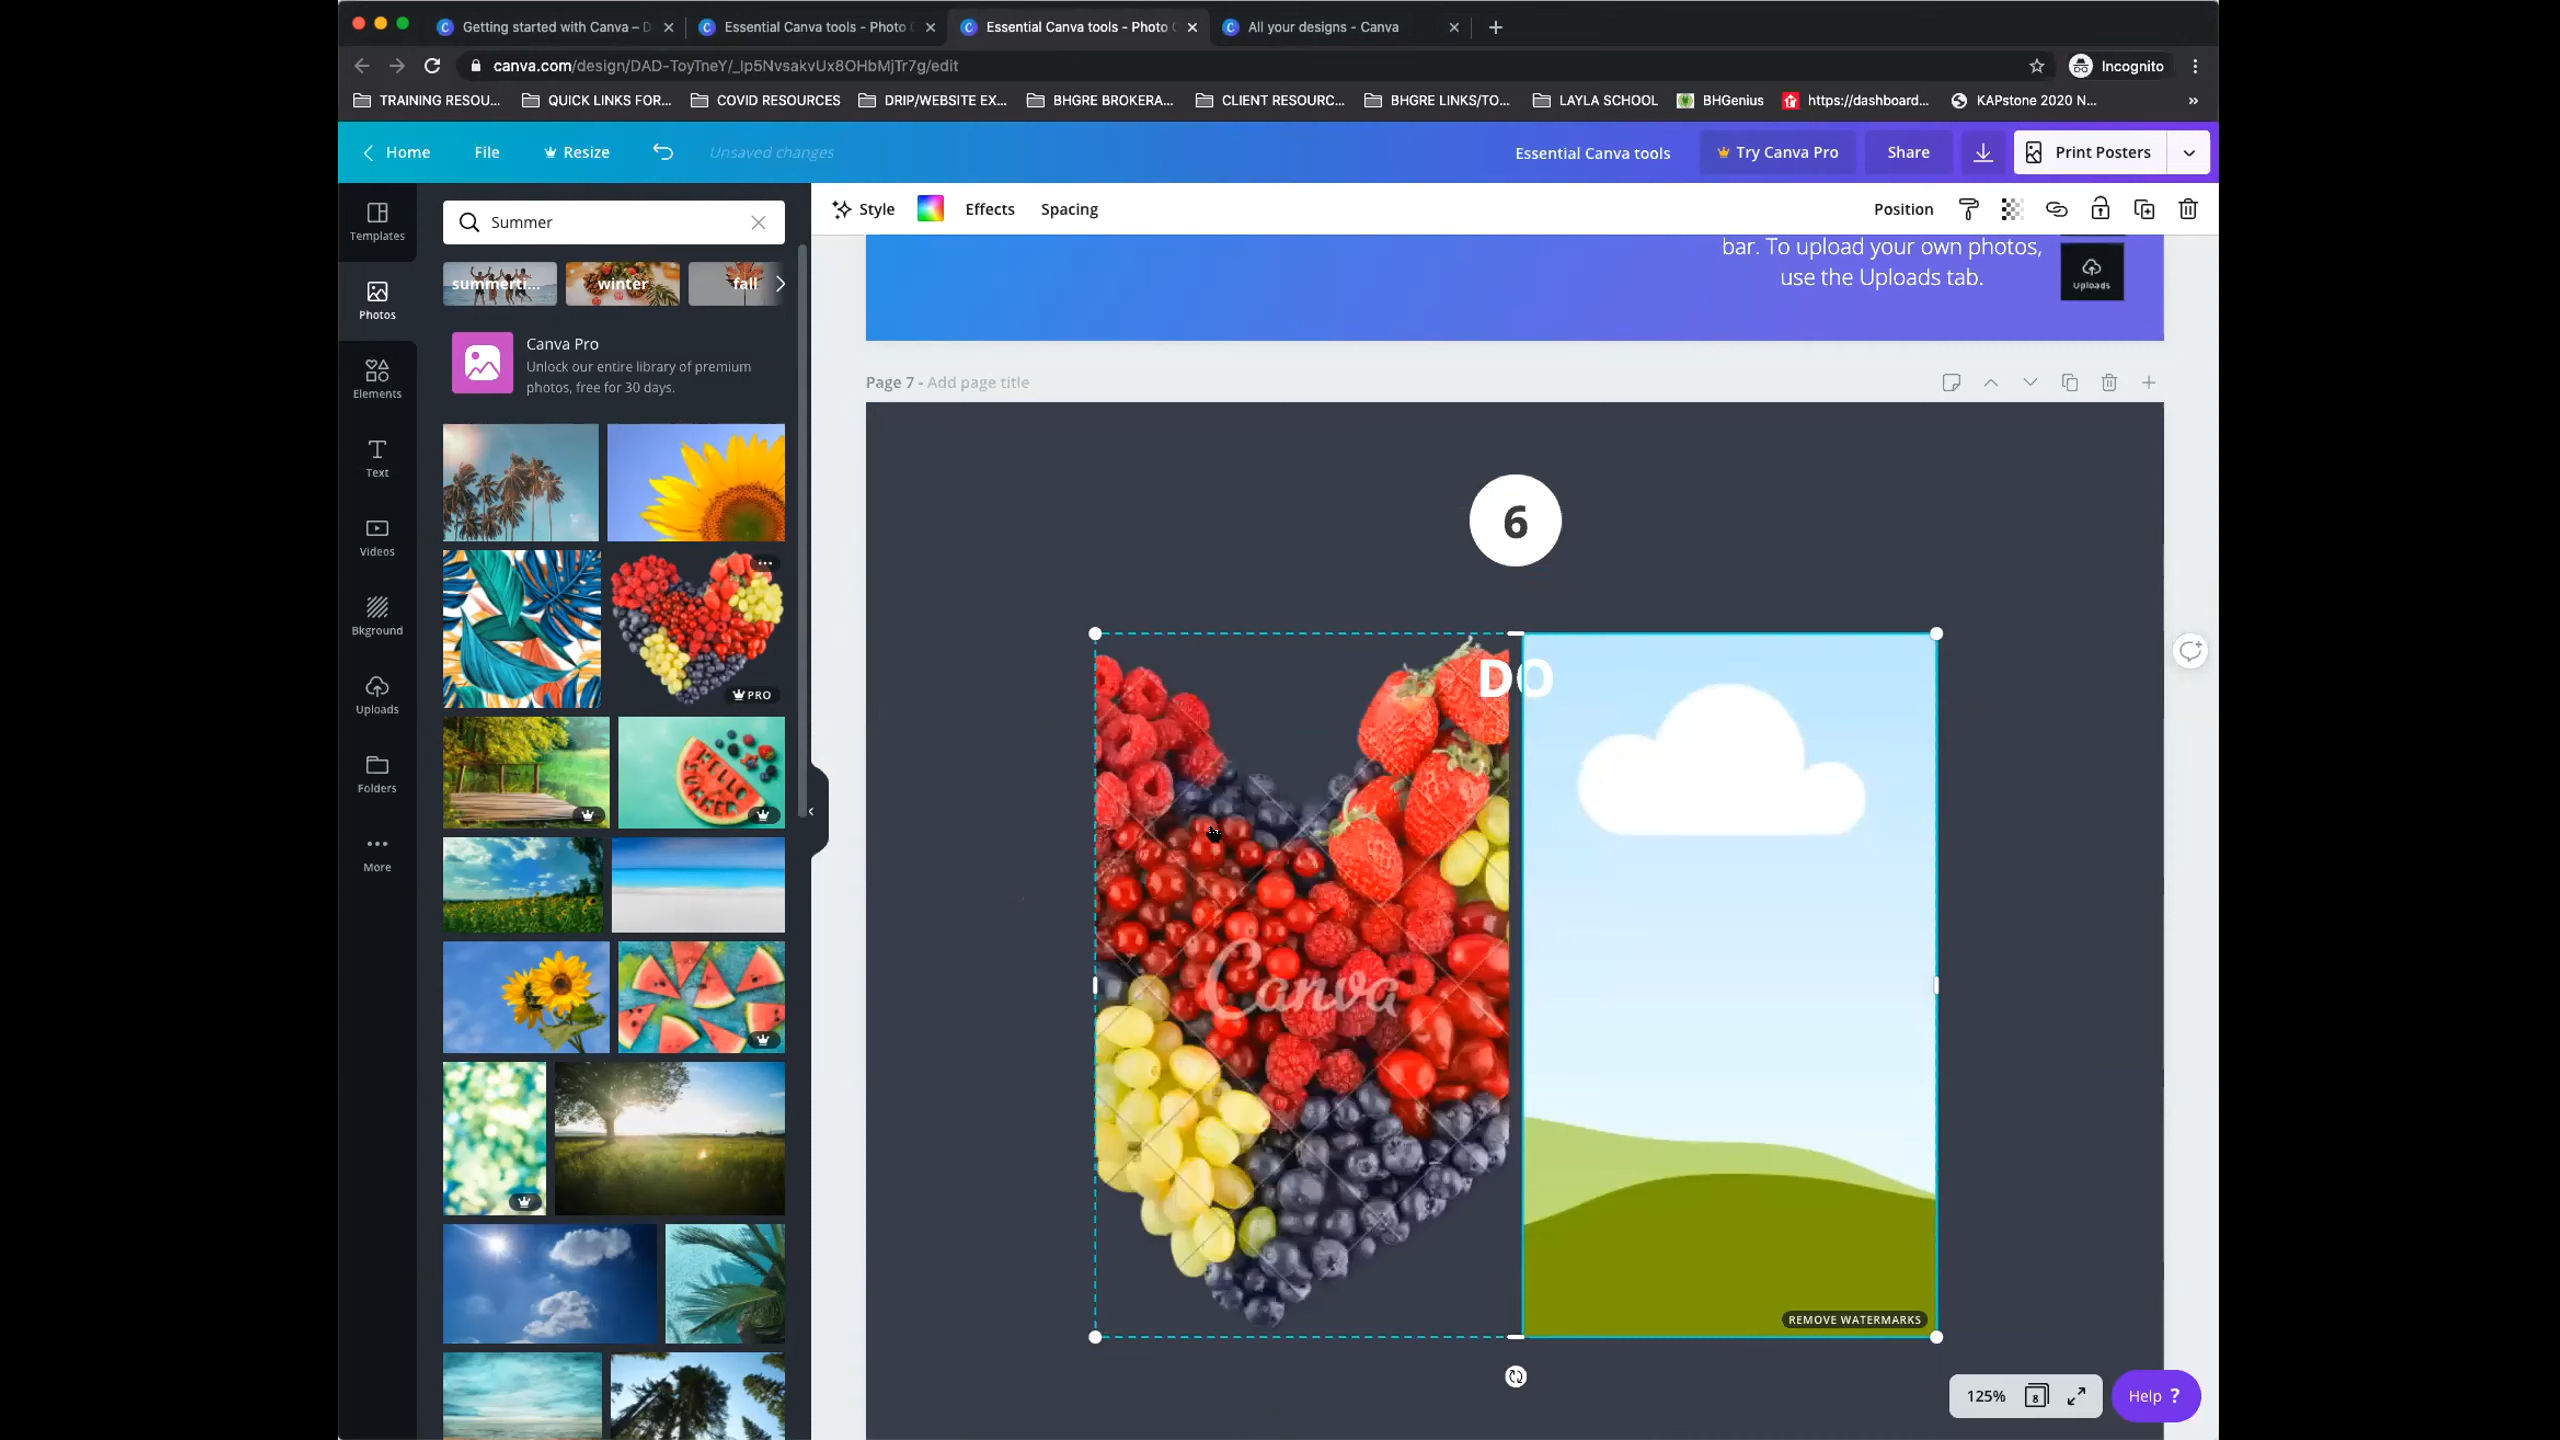 Getting started with Canva – D
Essential Canva tools - Photo
Essential Canva tools - Photo
All your designs - Canva
canva.com/design/DAD-ToyTneY/_Ip5NvsakvUx8OHbMjTr7g/edit
Incognito
TRAINING RESOU...
QUICK LINKS FOR...
COVID RESOURCES
DRIP/WEBSITE EX...
BHGRE BROKERA...
CLIENT RESOURC...
BHGRE LINKS/TO...
LAYLA SCHOOL
BHGenius
https://dashboard...
KAPstone 2020 N...
Home
File
Resize
Unsaved changes
Essential Canva tools
Try Canva Pro
Share
Print Posters
Templates
Photos
Elements
Text
Videos
Bkground
Uploads
Folders
More
Summer
summerti...
winter
fall
Canva Pro
Unlock our entire library of premium
photos, free for 30 days.
PRO
HELLO
SUMMER
Style
Effects
Spacing
Position
bar. To upload your own photos,
use the Uploads tab.
Uploads
Page 7 - Add page title
6
DO
Canva
REMOVE WATERMARKS
125%
8
Help ?